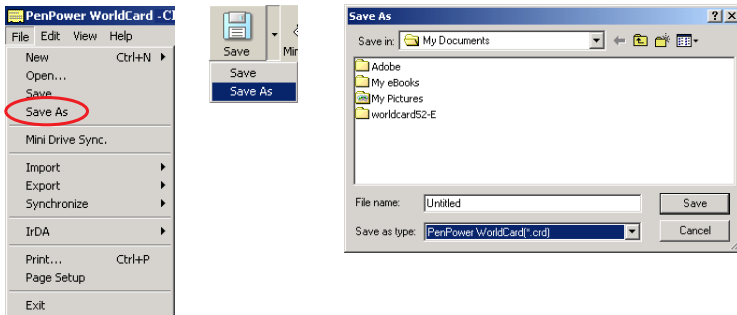 PenPower WorldCard - C
File Edit View Help
New Ctrl+N
Open...
Save
Save As
Mini Drive Sync.
Import
Export
Synchronize
IrDA
Print... Ctrl+P
Page Setup
Exit
Save Min
Save
Save As
Save As
Save in: My Documents
Adobe
My eBooks
My Pictures
worldcard52-E
File name: Untitled Save
Save as type: PenPower WorldCard(*.crd) Cancel